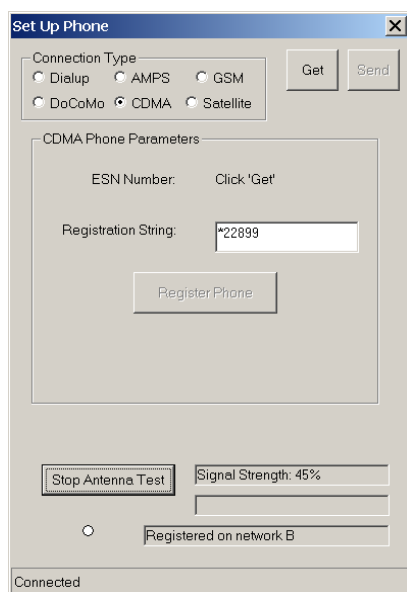 Set Up Phone
Connection Type
Dialup AMPS GSM
DoCoMo CDMA Satellite
Get Send
CDMA Phone Parameters
ESN Number: Click 'Get'
Registration String: *22899
Register Phone
Stop Antenna Test
Signal Strength: 45%
Registered on network B
Connected